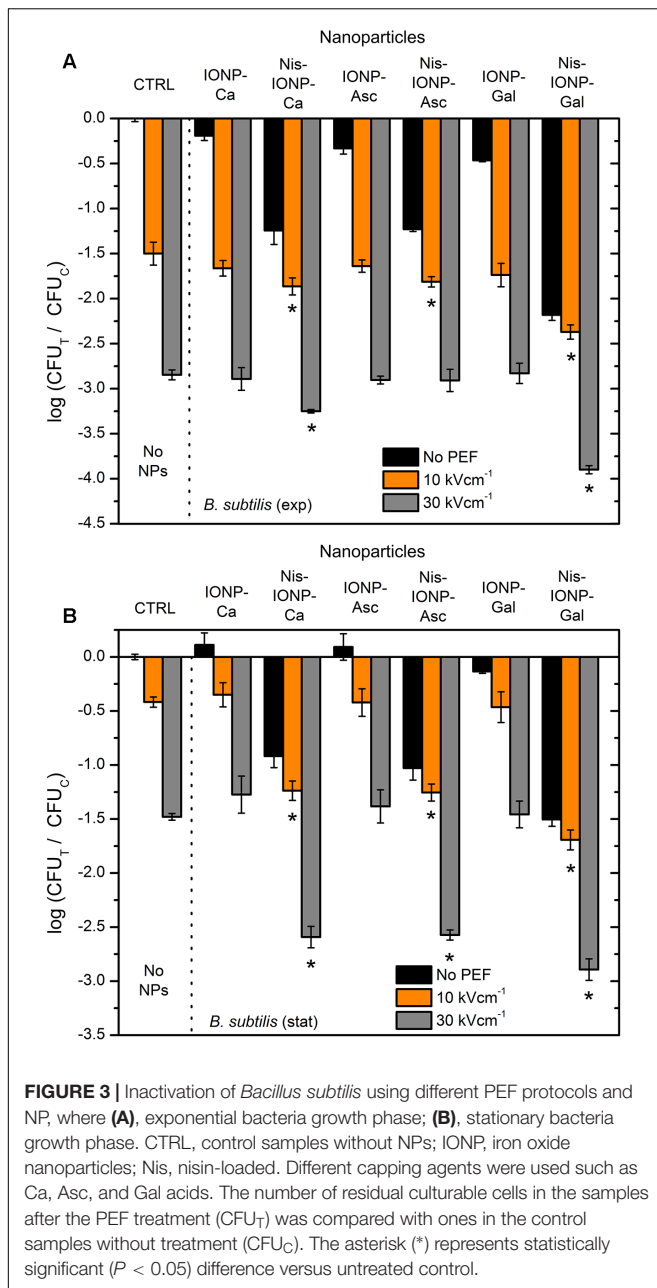 Nanoparticles
A
CTRL
IONP-
Ca
Nis-
IONP-
Ca
IONP-
Asc
Nis-
IONP-
Asc
IONP-
Gal
Nis-
IONP-
Gal
0.0
-0.5
-1.0
-1.5
-2.0
-2.5
-3.0
-3.5
-4.0
-4.5
log (CFU_T / CFU_C)
*
*
*
*
*
No
NPs
B. subtilis (exp)
No PEF
10 kVcm⁻¹
30 kVcm⁻¹
Nanoparticles
B
CTRL
IONP-
Ca
Nis-
IONP-
Ca
IONP-
Asc
Nis-
IONP-
Asc
IONP-
Gal
Nis-
IONP-
Gal
0.0
-0.5
-1.0
-1.5
-2.0
-2.5
-3.0
-3.5
log (CFU_T / CFU_C)
*
*
*
*
*
*
No
NPs
B. subtilis (stat)
No PEF
10 kVcm⁻¹
30 kVcm⁻¹
FIGURE 3 | Inactivation of Bacillus subtilis using different PEF protocols and
NP, where (A), exponential bacteria growth phase; (B), stationary bacteria
growth phase. CTRL, control samples without NPs; IONP, iron oxide
nanoparticles; Nis, nisin-loaded. Different capping agents were used such as
Ca, Asc, and Gal acids. The number of residual culturable cells in the samples
after the PEF treatment (CFU_T) was compared with ones in the control
samples without treatment (CFU_C). The asterisk (*) represents statistically
significant (P < 0.05) difference versus untreated control.